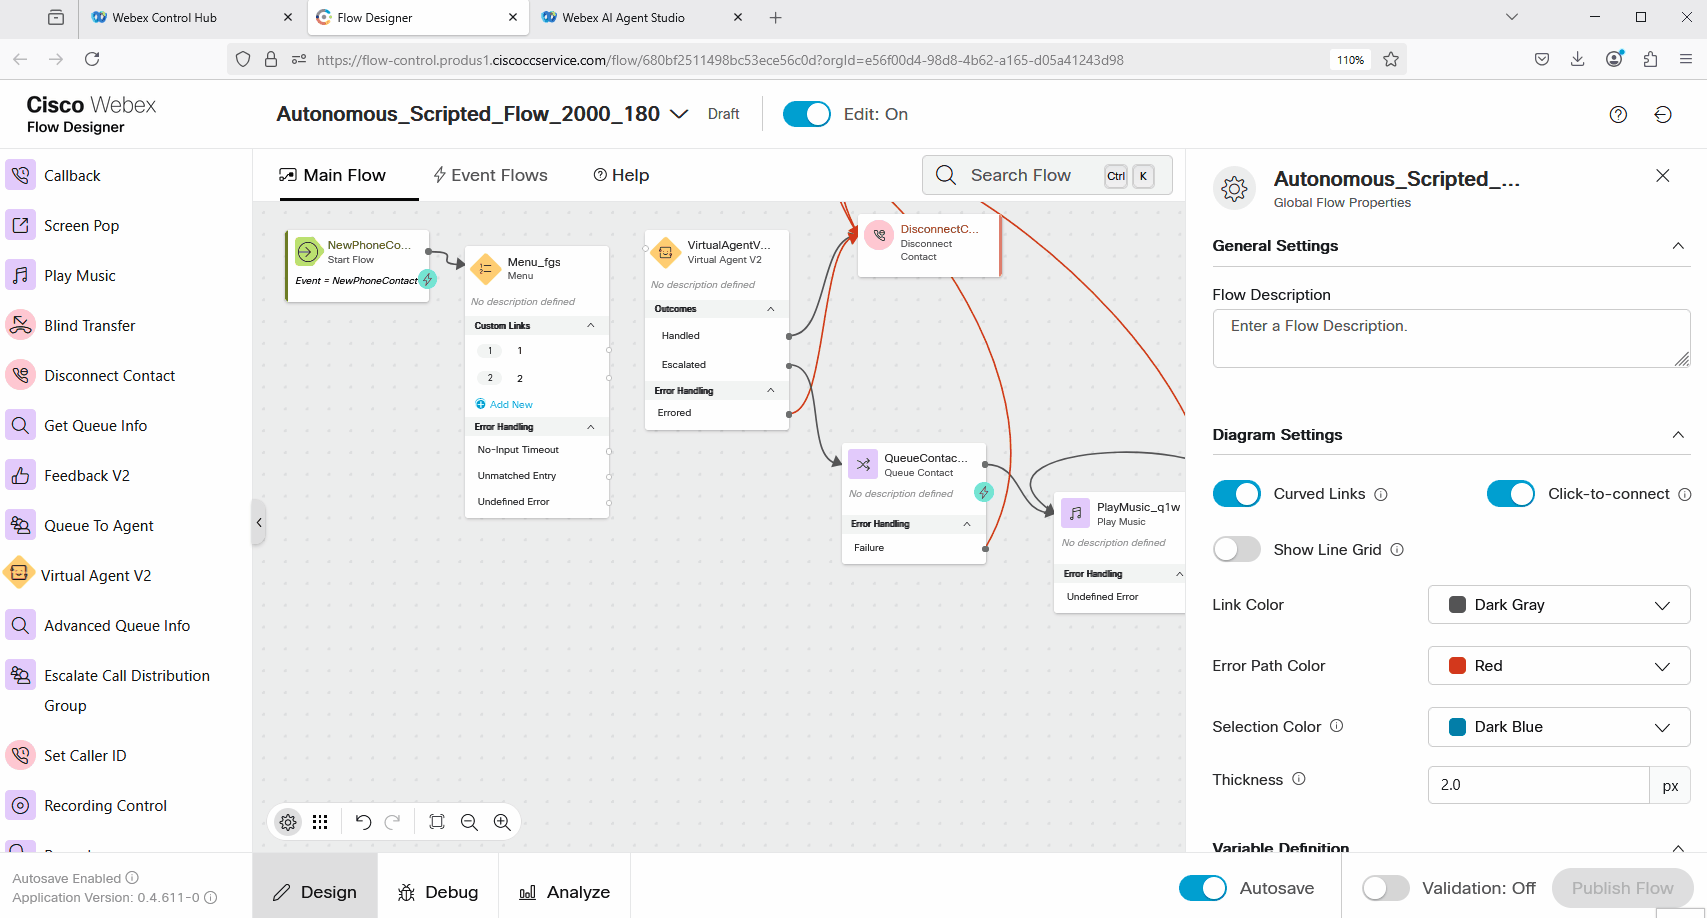 Webex Control Hub
Flow Designer
Webex AI Agent Studio
https://flow-control.produs1.ciscoccservice.com/flow/680bf2511498bc53ece56c0d?orgId=e56f00d4-98d8-4b62-a165-d05a41243d98
110%
Cisco Webex
Flow Designer
Autonomous_Scripted_Flow_2000_180
Draft
Edit: On
Callback
Screen Pop
Play Music
Blind Transfer
Disconnect Contact
Get Queue Info
Feedback V2
Queue To Agent
Virtual Agent V2
Advanced Queue Info
Escalate Call Distribution
Group
Set Caller ID
Recording Control
Main Flow
Event Flows
Help
Search Flow
Ctrl
K
NewPhoneCo...
Start Flow
Event = NewPhoneContact
Menu_fgs
Menu
No description defined
Custom Links
1 1
2 2
Add New
Error Handling
No-Input Timeout
Unmatched Entry
Undefined Error
VirtualAgentV...
Virtual Agent V2
No description defined
Outcomes
Handled
Escalated
Error Handling
Errored
DisconnectC...
Disconnect
Contact
QueueContac...
Queue Contact
No description defined
Error Handling
Failure
PlayMusic_q1w
Play Music
No description defined
Error Handling
Undefined Error
Autonomous_Scripted_...
Global Flow Properties
General Settings
Flow Description
Enter a Flow Description.
Diagram Settings
Curved Links
Click-to-connect
Show Line Grid
Link Color
Dark Gray
Error Path Color
Red
Selection Color
Dark Blue
Thickness
2.0
px
Variable Definition
Autosave Enabled
Application Version: 0.4.611-0
Design
Debug
Analyze
Autosave
Validation: Off
Publish Flow